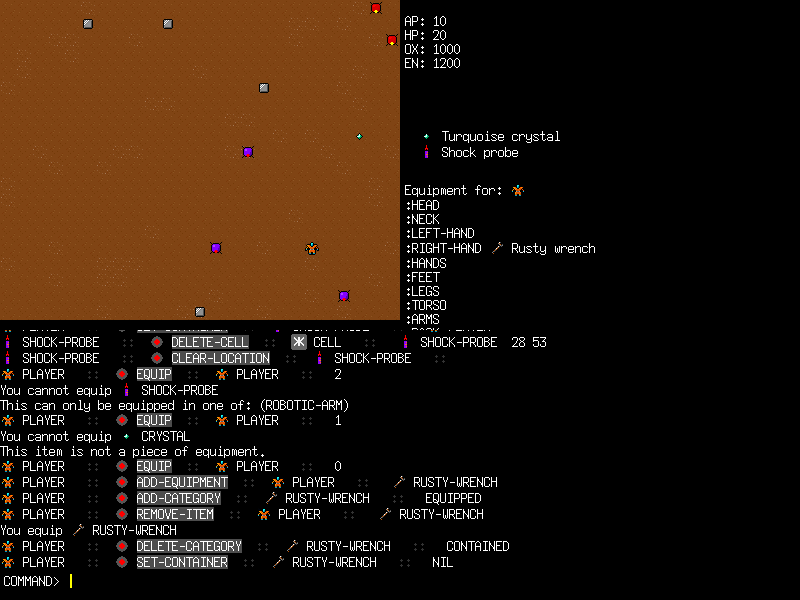 AP: 10
HP: 20
OX: 1000
EN: 1200
Turquoise crystal
Shock probe
Equipment for:
:HEAD
:NECK
:LEFT-HAND
:RIGHT-HAND Rusty wrench
:HANDS
:FEET
:LEGS
:TORSO
:ARMS
SHOCK-PROBE :: DELETE-CELL :: CELL :: SHOCK-PROBE 28 53
SHOCK-PROBE :: CLEAR-LOCATION :: SHOCK-PROBE ::
PLAYER :: EQUIP :: PLAYER :: 2
You cannot equip SHOCK-PROBE
This can only be equipped in one of: (ROBOTIC-ARM)
PLAYER :: EQUIP :: PLAYER :: 1
You cannot equip CRYSTAL
This item is not a piece of equipment.
PLAYER :: EQUIP :: PLAYER :: 0
PLAYER :: ADD-EQUIPMENT :: PLAYER :: RUSTY-WRENCH
PLAYER :: ADD-CATEGORY :: RUSTY-WRENCH :: EQUIPPED
PLAYER :: REMOVE-ITEM :: PLAYER :: RUSTY-WRENCH
You equip RUSTY-WRENCH
PLAYER :: DELETE-CATEGORY :: RUSTY-WRENCH :: CONTAINED
PLAYER :: SET-CONTAINER :: RUSTY-WRENCH :: NIL
COMMAND>